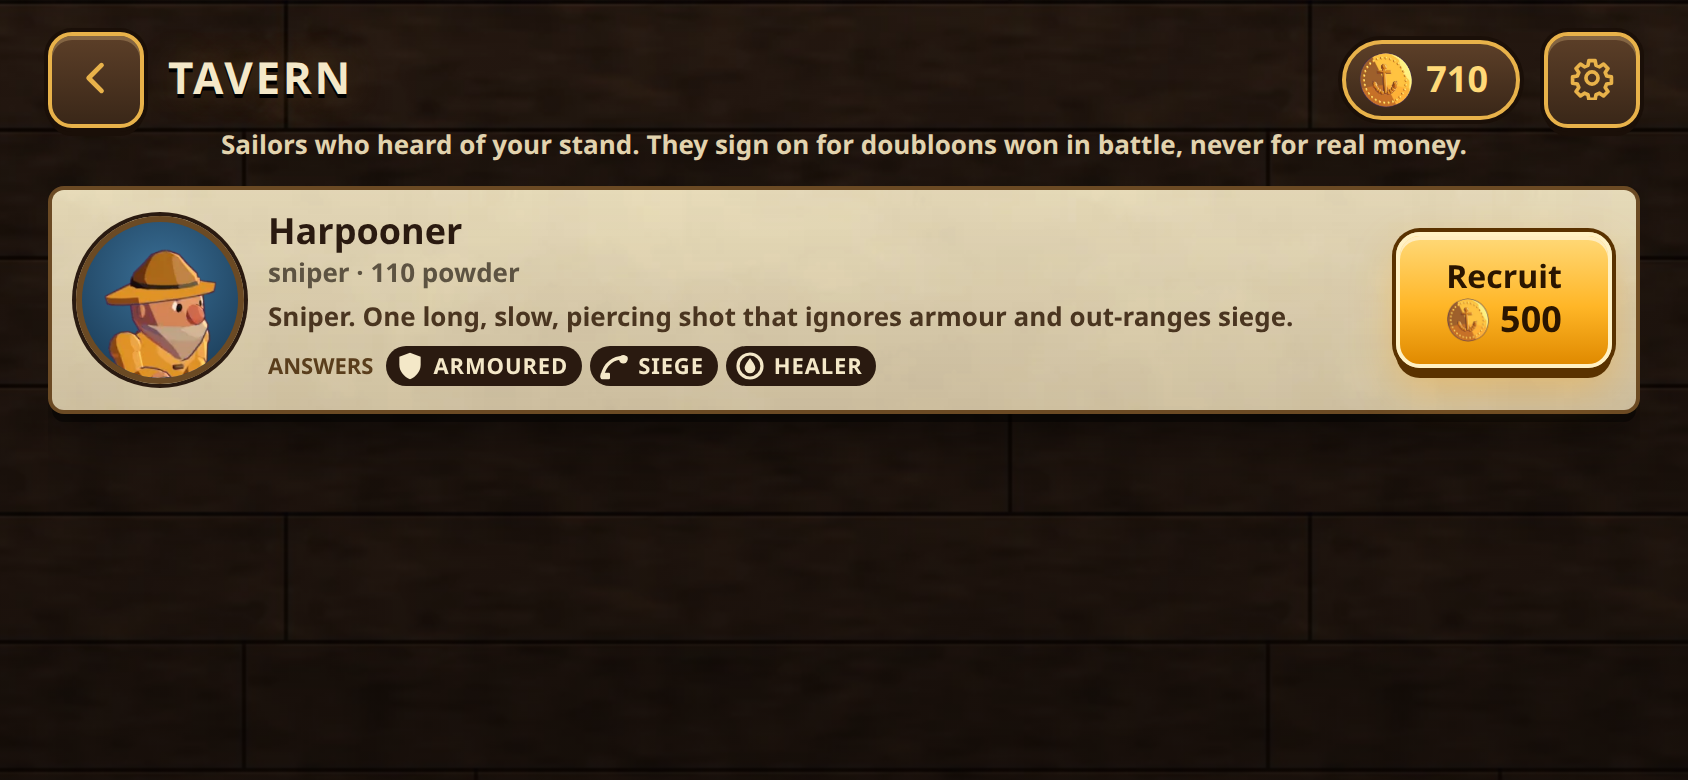 TAVERN
710
Sailors who heard of your stand. They sign on for doubloons won in battle, never for real money.
Harpooner
sniper · 110 powder
Sniper. One long, slow, piercing shot that ignores armour and out-ranges siege.
ANSWERS ARMOURED SIEGE HEALER
Recruit
500